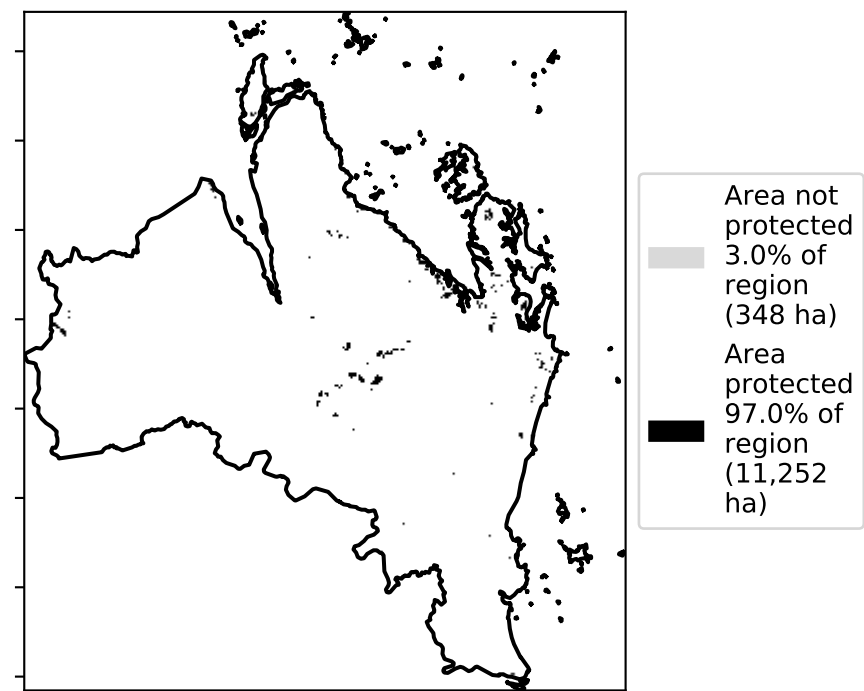 Area not
protected
3.0% of
region
(348 ha)
Area
protected
97.0% of
region
(11,252
ha)